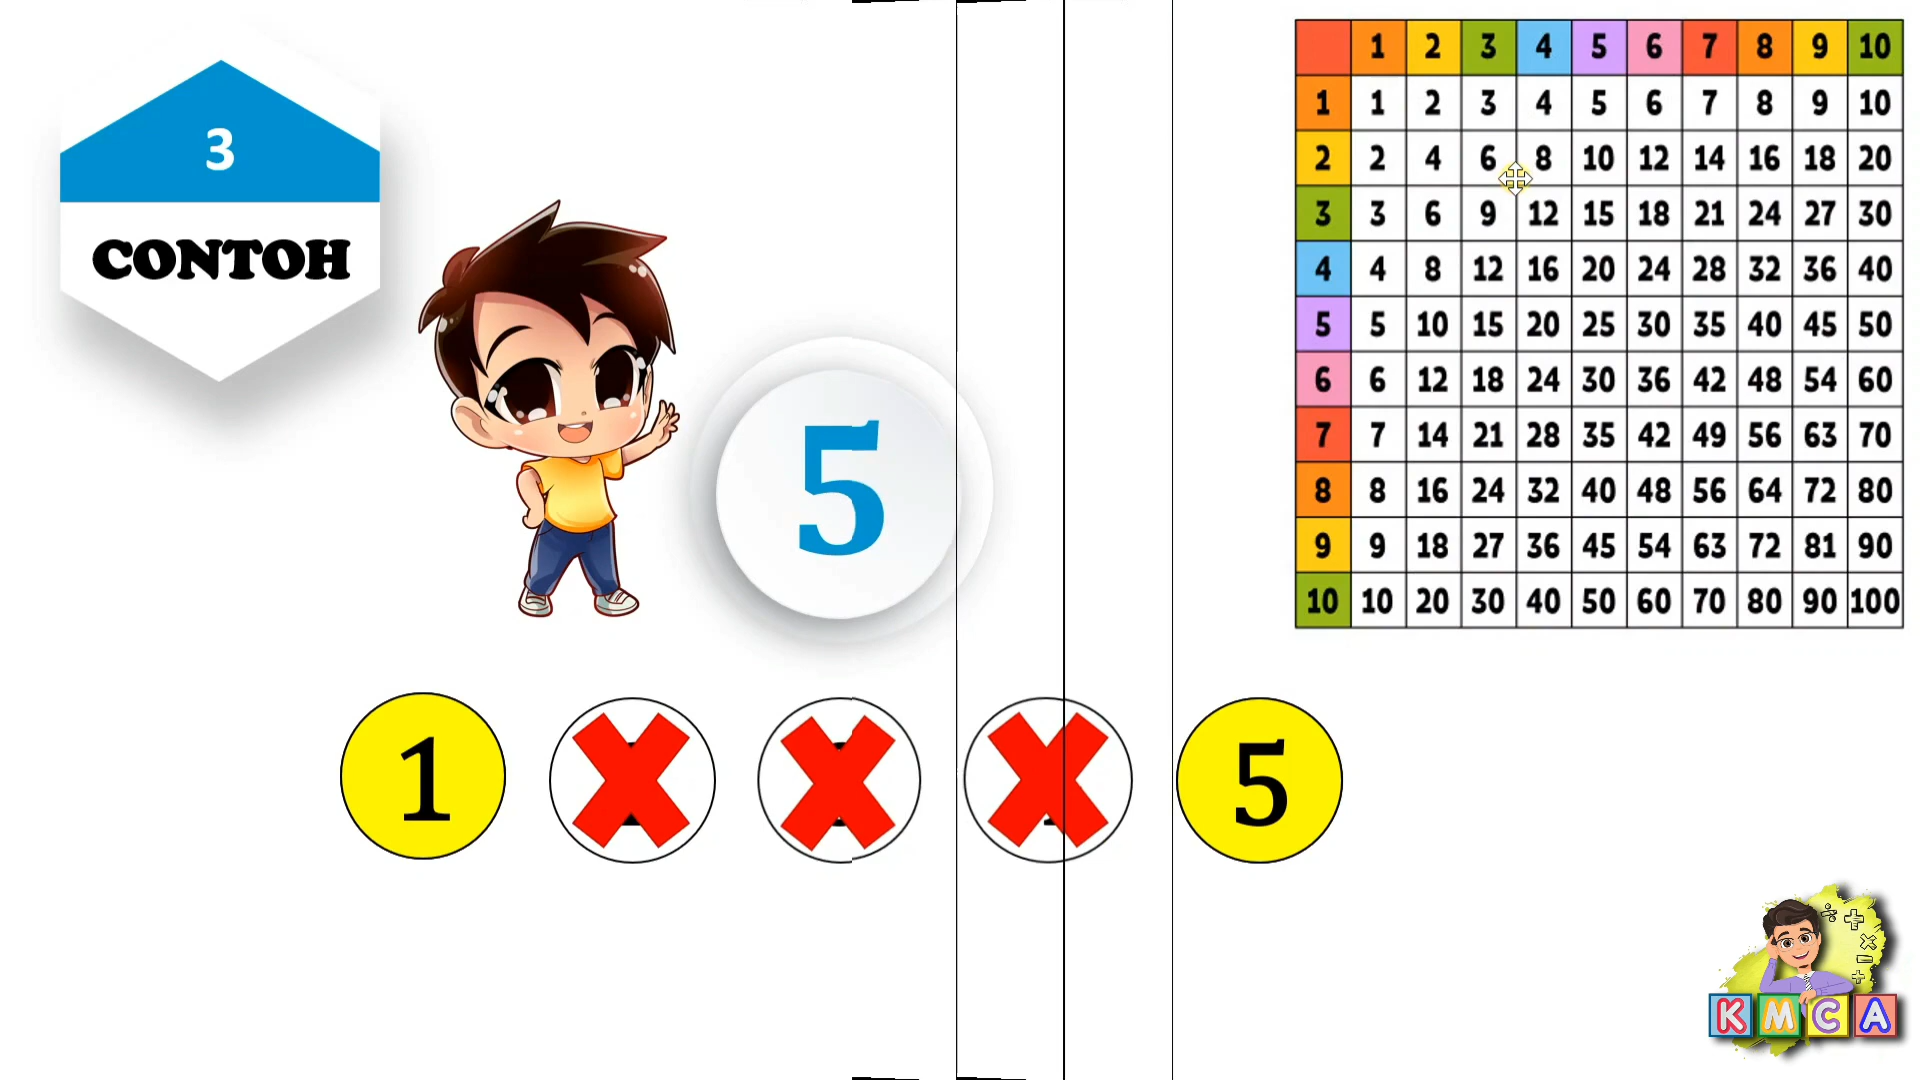 3
CONTOH
5
1 2 3 4 5 6 7 8 9 10
1 1 2 3 4 5 6 7 8 9 10
2 2 4 6 8 10 12 14 16 18 20
3 3 6 9 12 15 18 21 24 27 30
4 4 8 12 16 20 24 28 32 36 40
5 5 10 15 20 25 30 35 40 45 50
6 6 12 18 24 30 36 42 48 54 60
7 7 14 21 28 35 42 49 56 63 70
8 8 16 24 32 40 48 56 64 72 80
9 9 18 27 36 45 54 63 72 81 90
10 10 20 30 40 50 60 70 80 90 100
1 5
KMCA